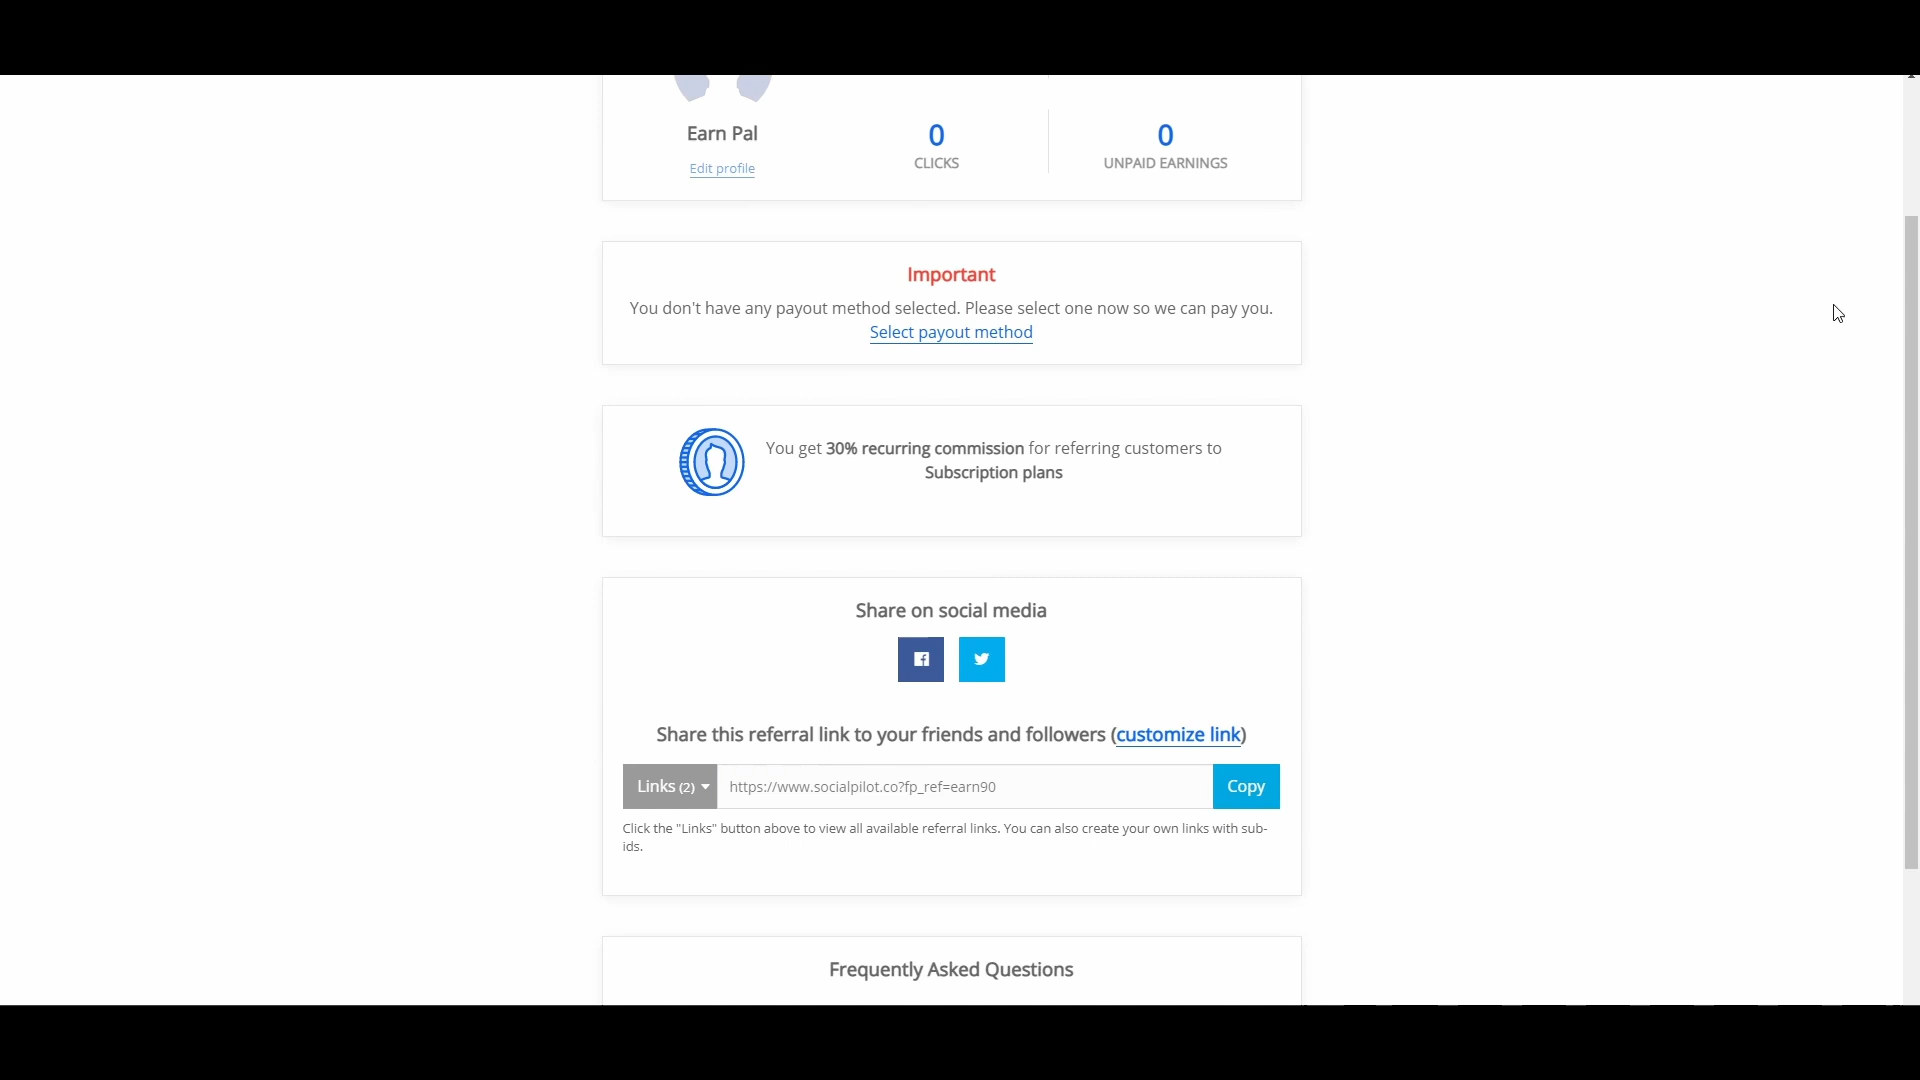 Earn Pal
Edit profile
0
CLICKS
0
UNPAID EARNINGS
Important
You don't have any payout method selected. Please select one now so we can pay you.
Select payout method
You get 30% recurring commission for referring customers to
Subscription plans
Share on social media
Share this referral link to your friends and followers (customize link)
Links (2)
https://www.socialpilot.co?fp_ref=earn90
Copy
Click the "Links" button above to view all available referral links. You can also create your own links with sub-
ids.
Frequently Asked Questions